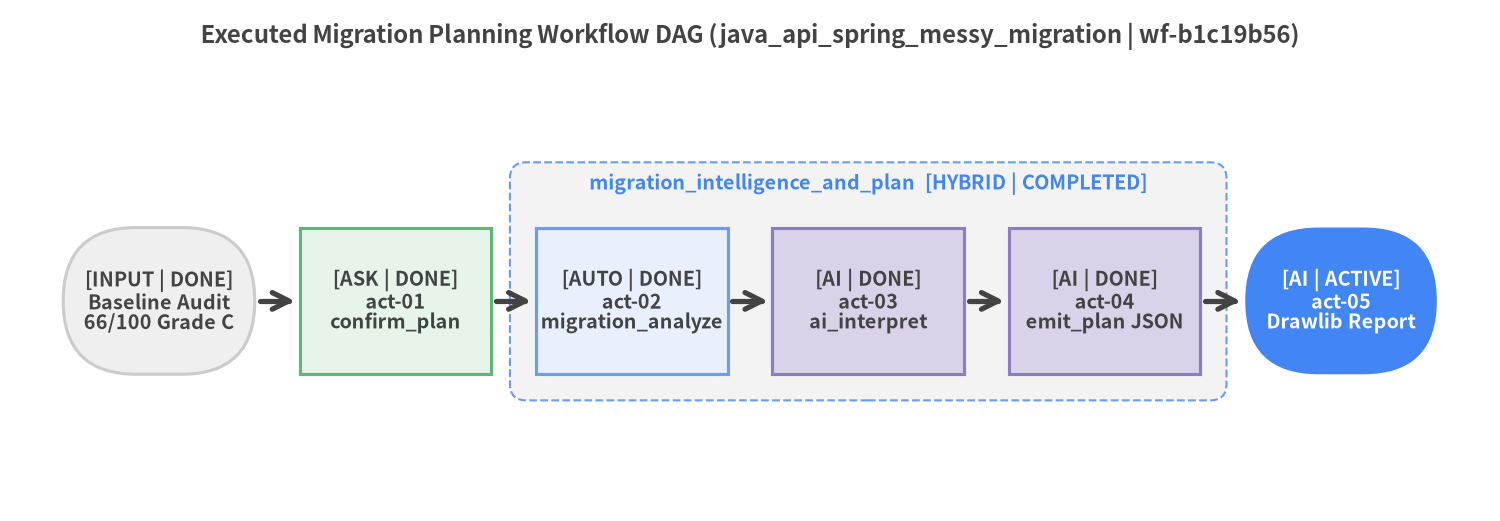 Executed Migration Planning Workflow DAG (java_api_spring_messy_migration | wf-b1c19b56)
migration_intelligence_and_plan [HYBRID | COMPLETED]
[INPUT | DONE]
Baseline Audit
66/100 Grade C
[ASK | DONE]
act-01
confirm_plan
[AUTO | DONE]
act-02
migration_analyze
[AI | DONE]
act-03
ai_interpret
[AI | DONE]
act-04
emit_plan JSON
[AI | ACTIVE]
act-05
Drawlib Report